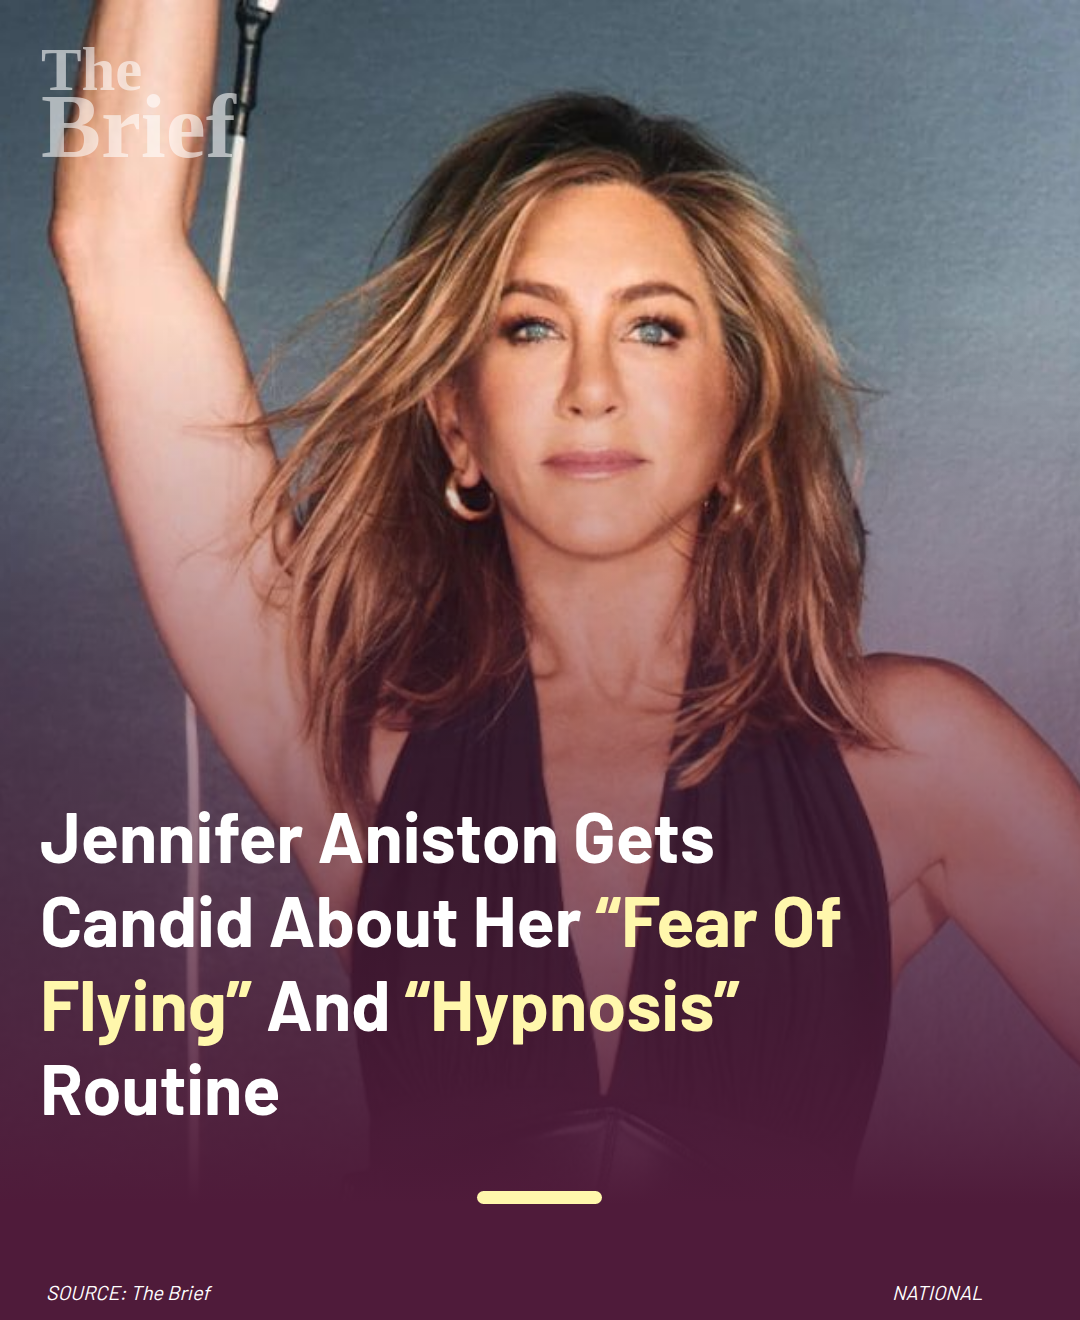 The
Brief
Jennifer Aniston Gets
Candid About Her “Fear Of
Flying” And “Hypnosis”
Routine
SOURCE: The Brief
NATIONAL